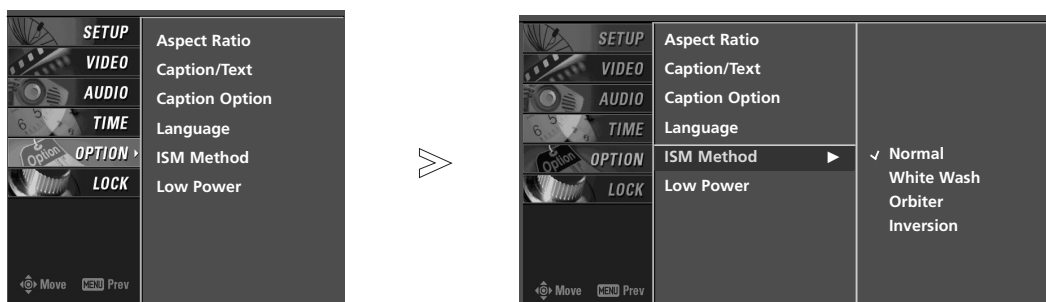 SETUP
VIDEO
AUDIO
TIME
OPTION
LOCK
Move MENU Prev
Aspect Ratio
Caption/Text
Caption Option
Language
ISM Method
Low Power
SETUP
VIDEO
AUDIO
TIME
OPTION
LOCK
Move MENU Prev
Aspect Ratio
Caption/Text
Caption Option
Language
ISM Method
Low Power
Normal
White Wash
Orbiter
Inversion